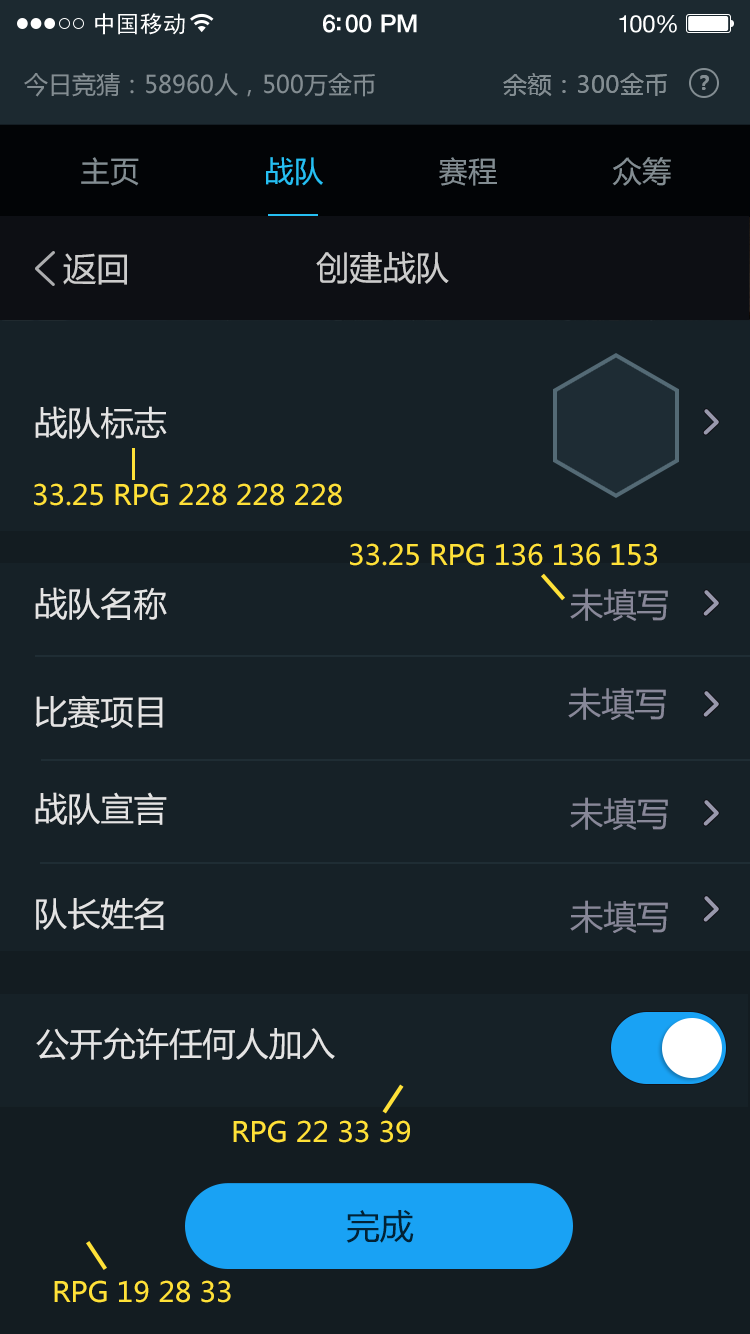 中国移动 6:00 PM 100%
今日竞猜：58960人，500万金币 余额：300金币 ?
主页 战队 赛程 众筹
返回 创建战队
战队标志
33.25 RPG 228 228 228
33.25 RPG 136 136 153
战队名称 未填写
比赛项目 未填写
战队宣言 未填写
队长姓名 未填写
公开允许任何人加入
RPG 22 33 39
完成
RPG 19 28 33